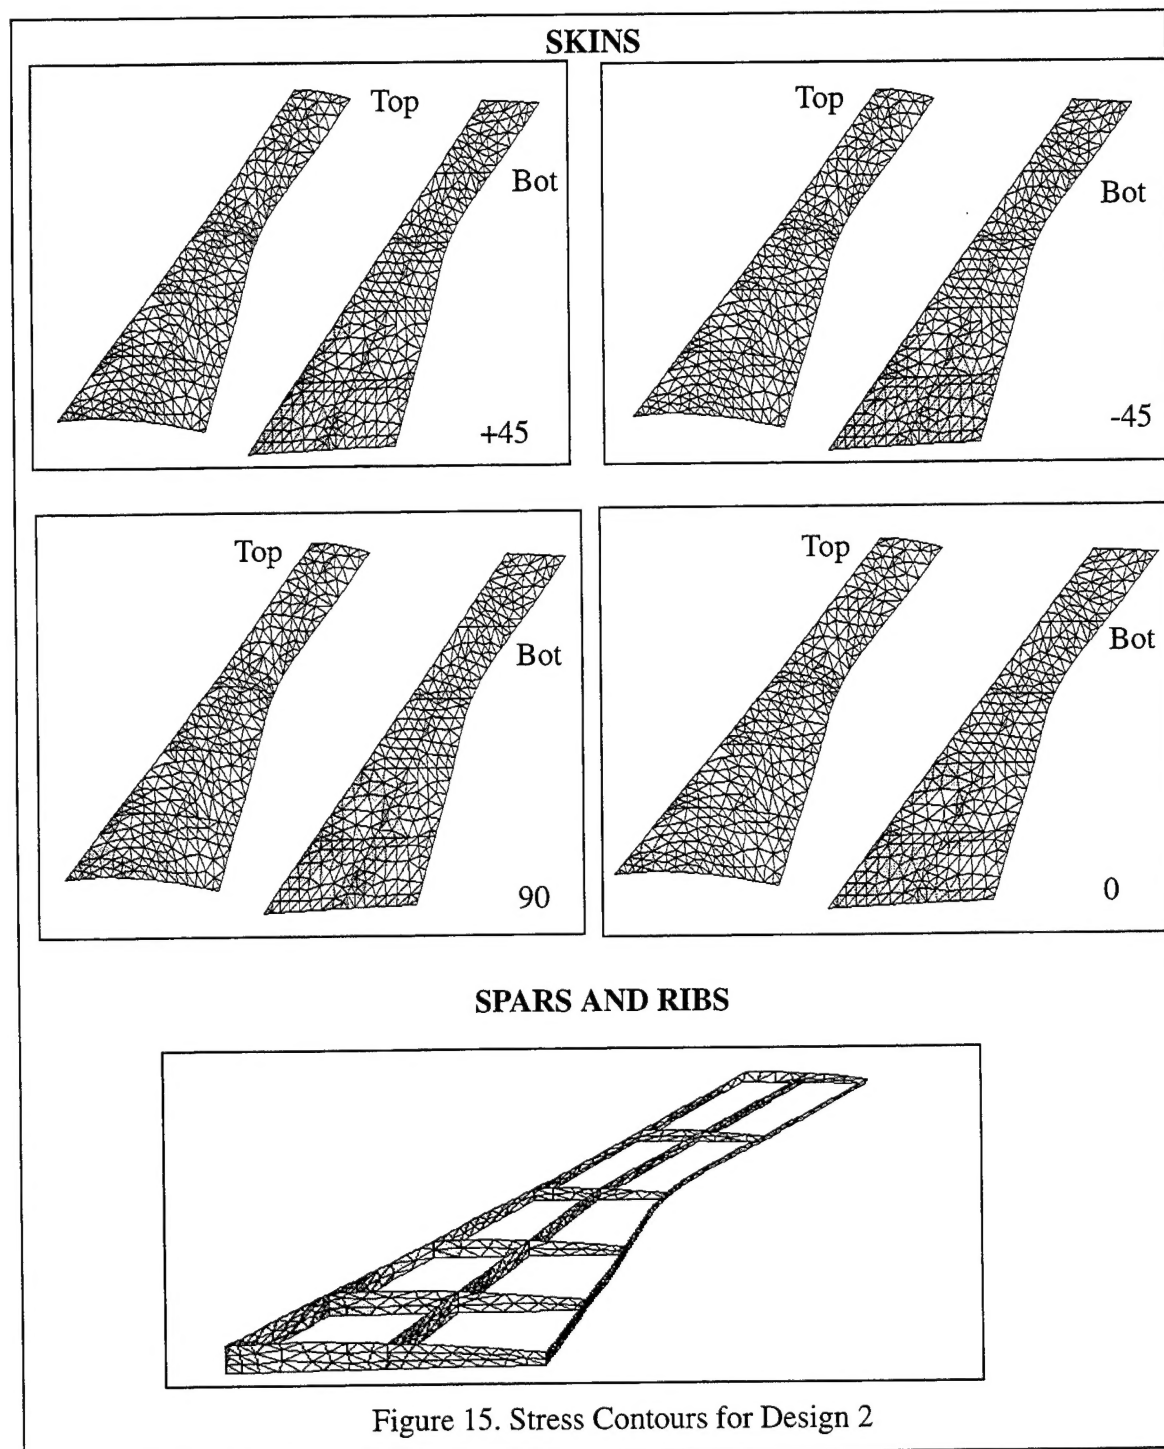 SKINS
Top
Bot
+45
Top
Bot
-45
Top
Bot
90
Top
Bot
0
SPARS AND RIBS
Figure 15. Stress Contours for Design 2